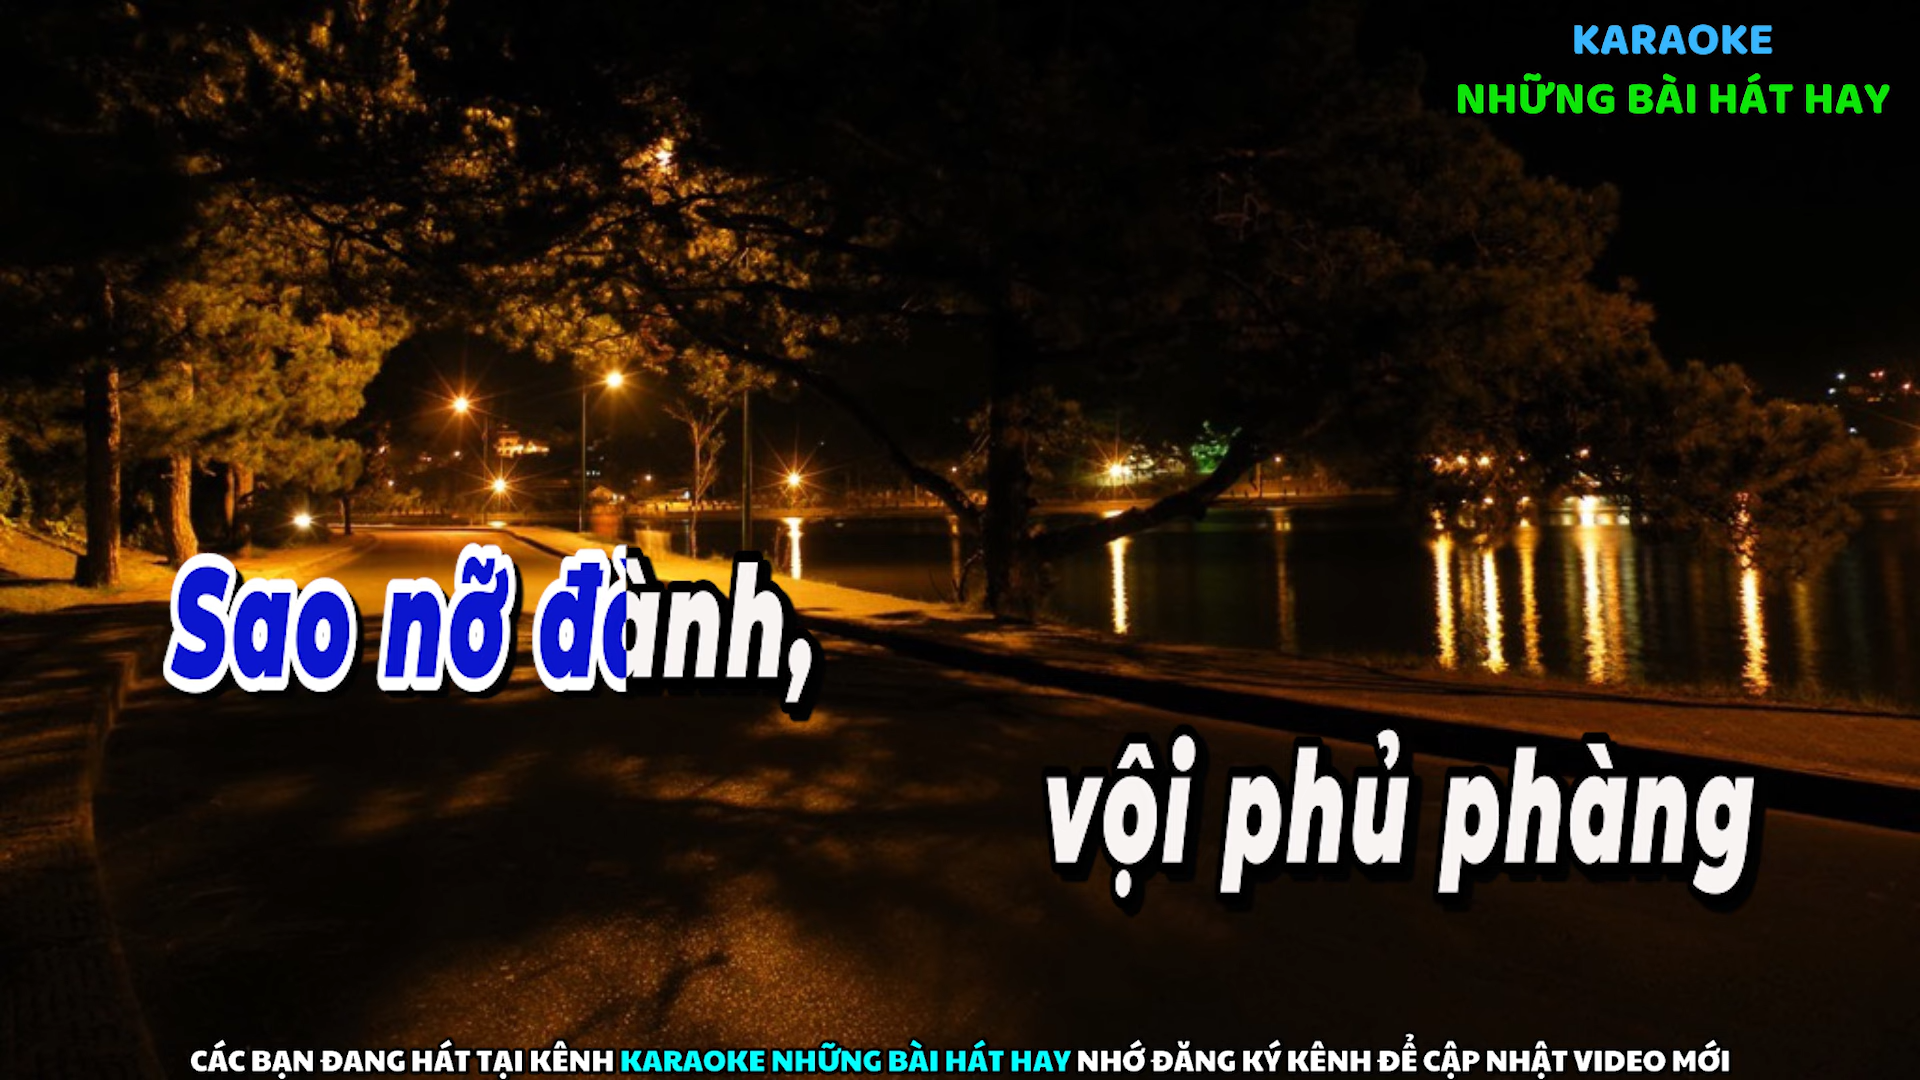 KARAOKE
NHỮNG BÀI HÁT HAY
Sao nỡ đành,
vội phủ phàng
CÁC BẠN ĐANG HÁT TẠI KÊNH KARAOKE NHỮNG BÀI HÁT HAY NHỚ ĐĂNG KÝ KÊNH ĐỂ CẬP NHẬT VIDEO MỚI